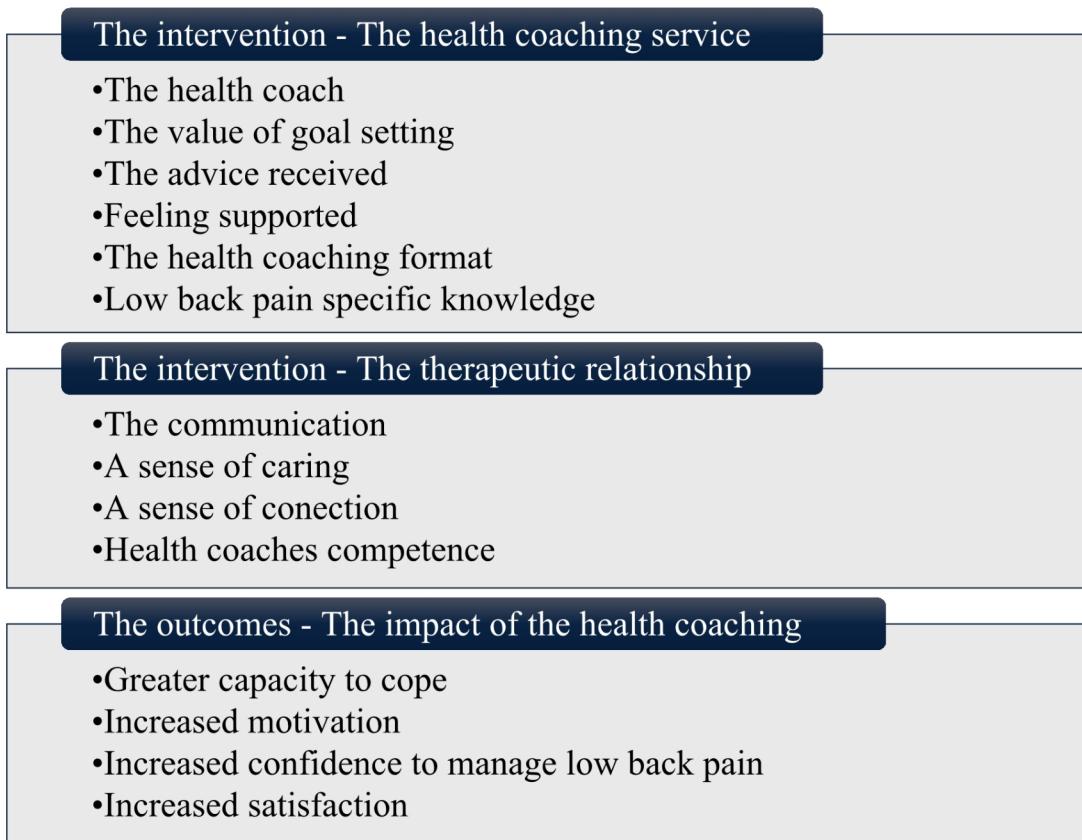 The intervention - The health coaching service
•The health coach
•The value of goal setting
•The advice received
•Feeling supported
•The health coaching format
•Low back pain specific knowledge
The intervention - The therapeutic relationship
•The communication
•A sense of caring
•A sense of conection
•Health coaches competence
The outcomes - The impact of the health coaching
•Greater capacity to cope
•Increased motivation
•Increased confidence to manage low back pain
•Increased satisfaction